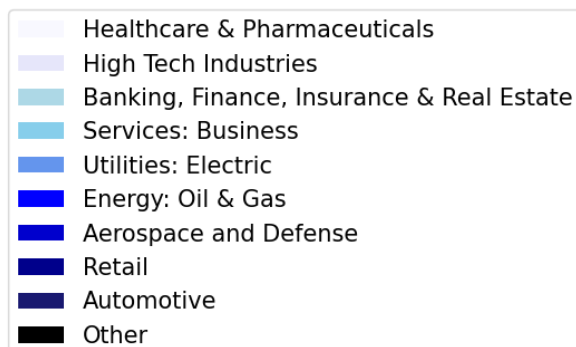 Healthcare & Pharmaceuticals
High Tech Industries
Banking, Finance, Insurance & Real Estate
Services: Business
Utilities: Electric
Energy: Oil & Gas
Aerospace and Defense
Retail
Automotive
Other